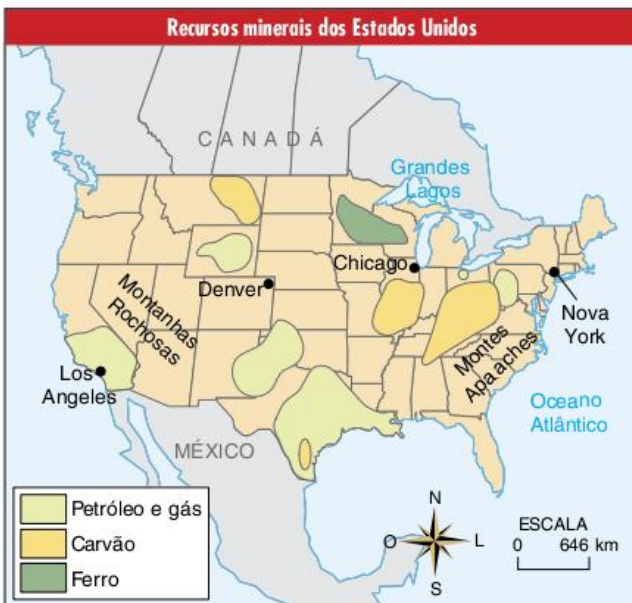 Recursos minerais dos Estados Unidos
CANADÁ
Grandes
Lagos
Chicago
Denver
Montanhas
Rochosas
Nova
York
Montes
Apalaches
Los
Angeles
Oceano
Atlântico
MÉXICO
Petróleo e gás
Carvão
Ferro
N
O
L
S
ESCALA
0 646 km